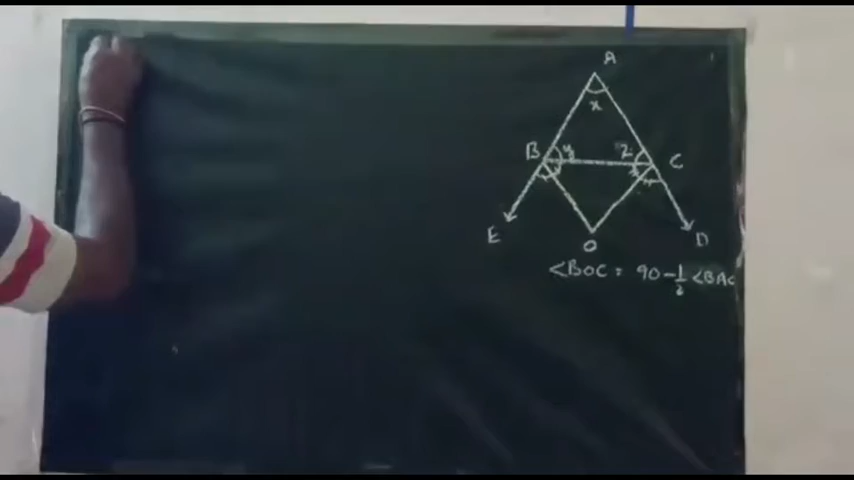 A
x
B y z C
E D
O
<BOC = 90 - 1/2 <BAC